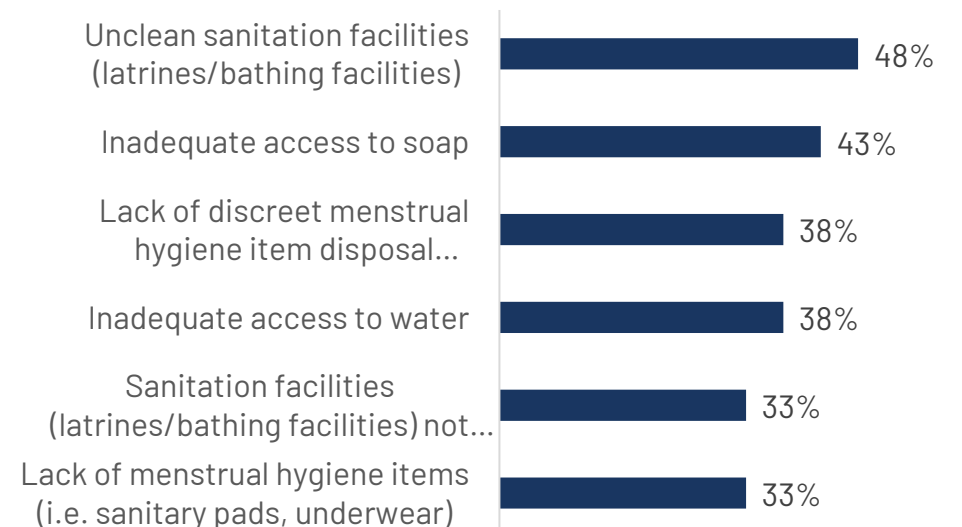 Unclean sanitation facilities
(latrines/bathing facilities)
48%
Inadequate access to soap
43%
Lack of discreet menstrual
hygiene item disposal...
38%
Inadequate access to water
38%
Sanitation facilities
(latrines/bathing facilities) not...
33%
Lack of menstrual hygiene items
(i.e. sanitary pads, underwear)
33%